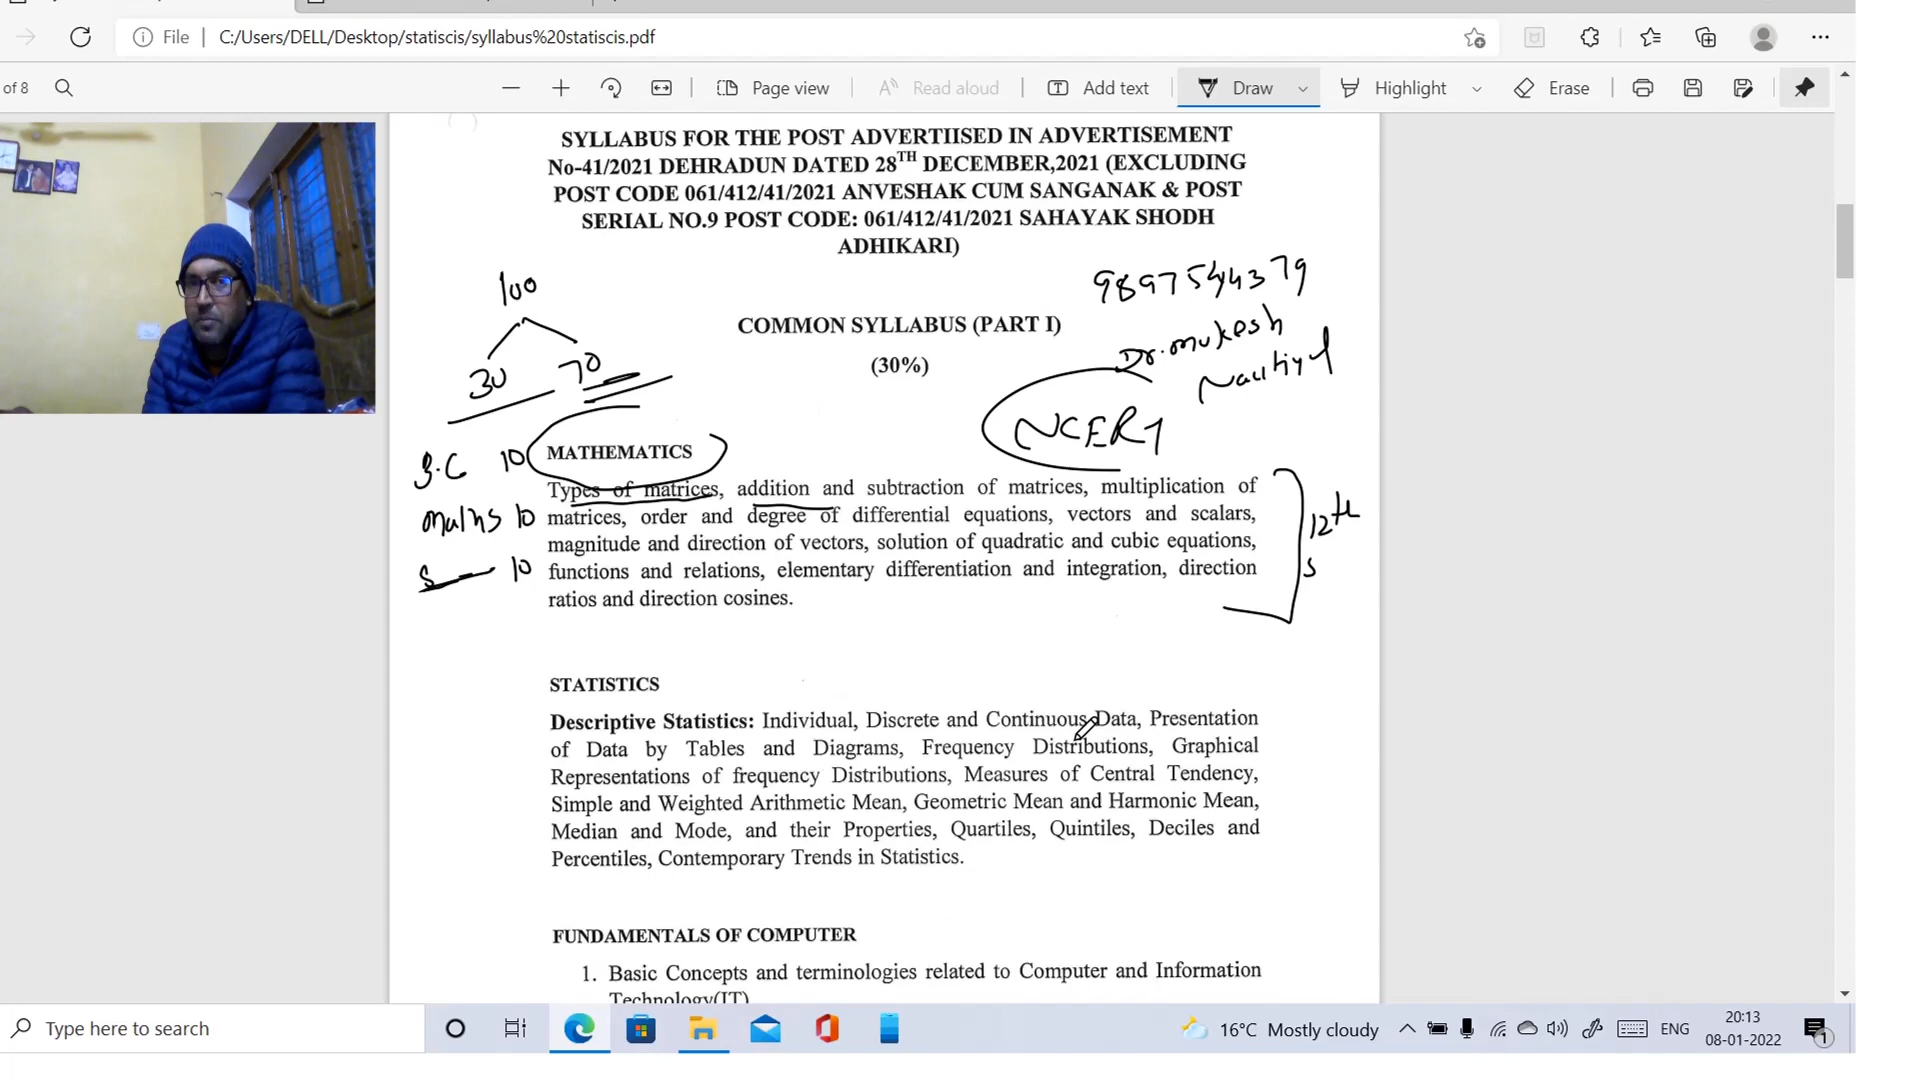 File
C:/Users/DELL/Desktop/statiscis/syllabus%20statiscis.pdf
of 8
Page view
Read aloud
Add text
Draw
Highlight
Erase
SYLLABUS FOR THE POST ADVERTIISED IN ADVERTISEMENT
No-41/2021 DEHRADUN DATED 28TH DECEMBER,2021 (EXCLUDING
POST CODE 061/412/41/2021 ANVESHAK CUM SANGANAK & POST
SERIAL NO.9 POST CODE: 061/412/41/2021 SAHAYAK SHODH
ADHIKARI)
100
30 70
9897544379
Dr. mukesh
Nautiyal
COMMON SYLLABUS (PART I)
(30%)
NCERT
MATHEMATICS
10
maths 10
S 10
Types of matrices, addition and subtraction of matrices, multiplication of
matrices, order and degree of differential equations, vectors and scalars,
magnitude and direction of vectors, solution of quadratic and cubic equations,
functions and relations, elementary differentiation and integration, direction
ratios and direction cosines.
12th
s
STATISTICS
Descriptive Statistics: Individual, Discrete and Continuous Data, Presentation
of Data by Tables and Diagrams, Frequency Distributions, Graphical
Representations of frequency Distributions, Measures of Central Tendency,
Simple and Weighted Arithmetic Mean, Geometric Mean and Harmonic Mean,
Median and Mode, and their Properties, Quartiles, Quintiles, Deciles and
Percentiles, Contemporary Trends in Statistics.
FUNDAMENTALS OF COMPUTER
1. Basic Concepts and terminologies related to Computer and Information
Technology(IT)
Type here to search
16°C Mostly cloudy
ENG
20:13
08-01-2022
1